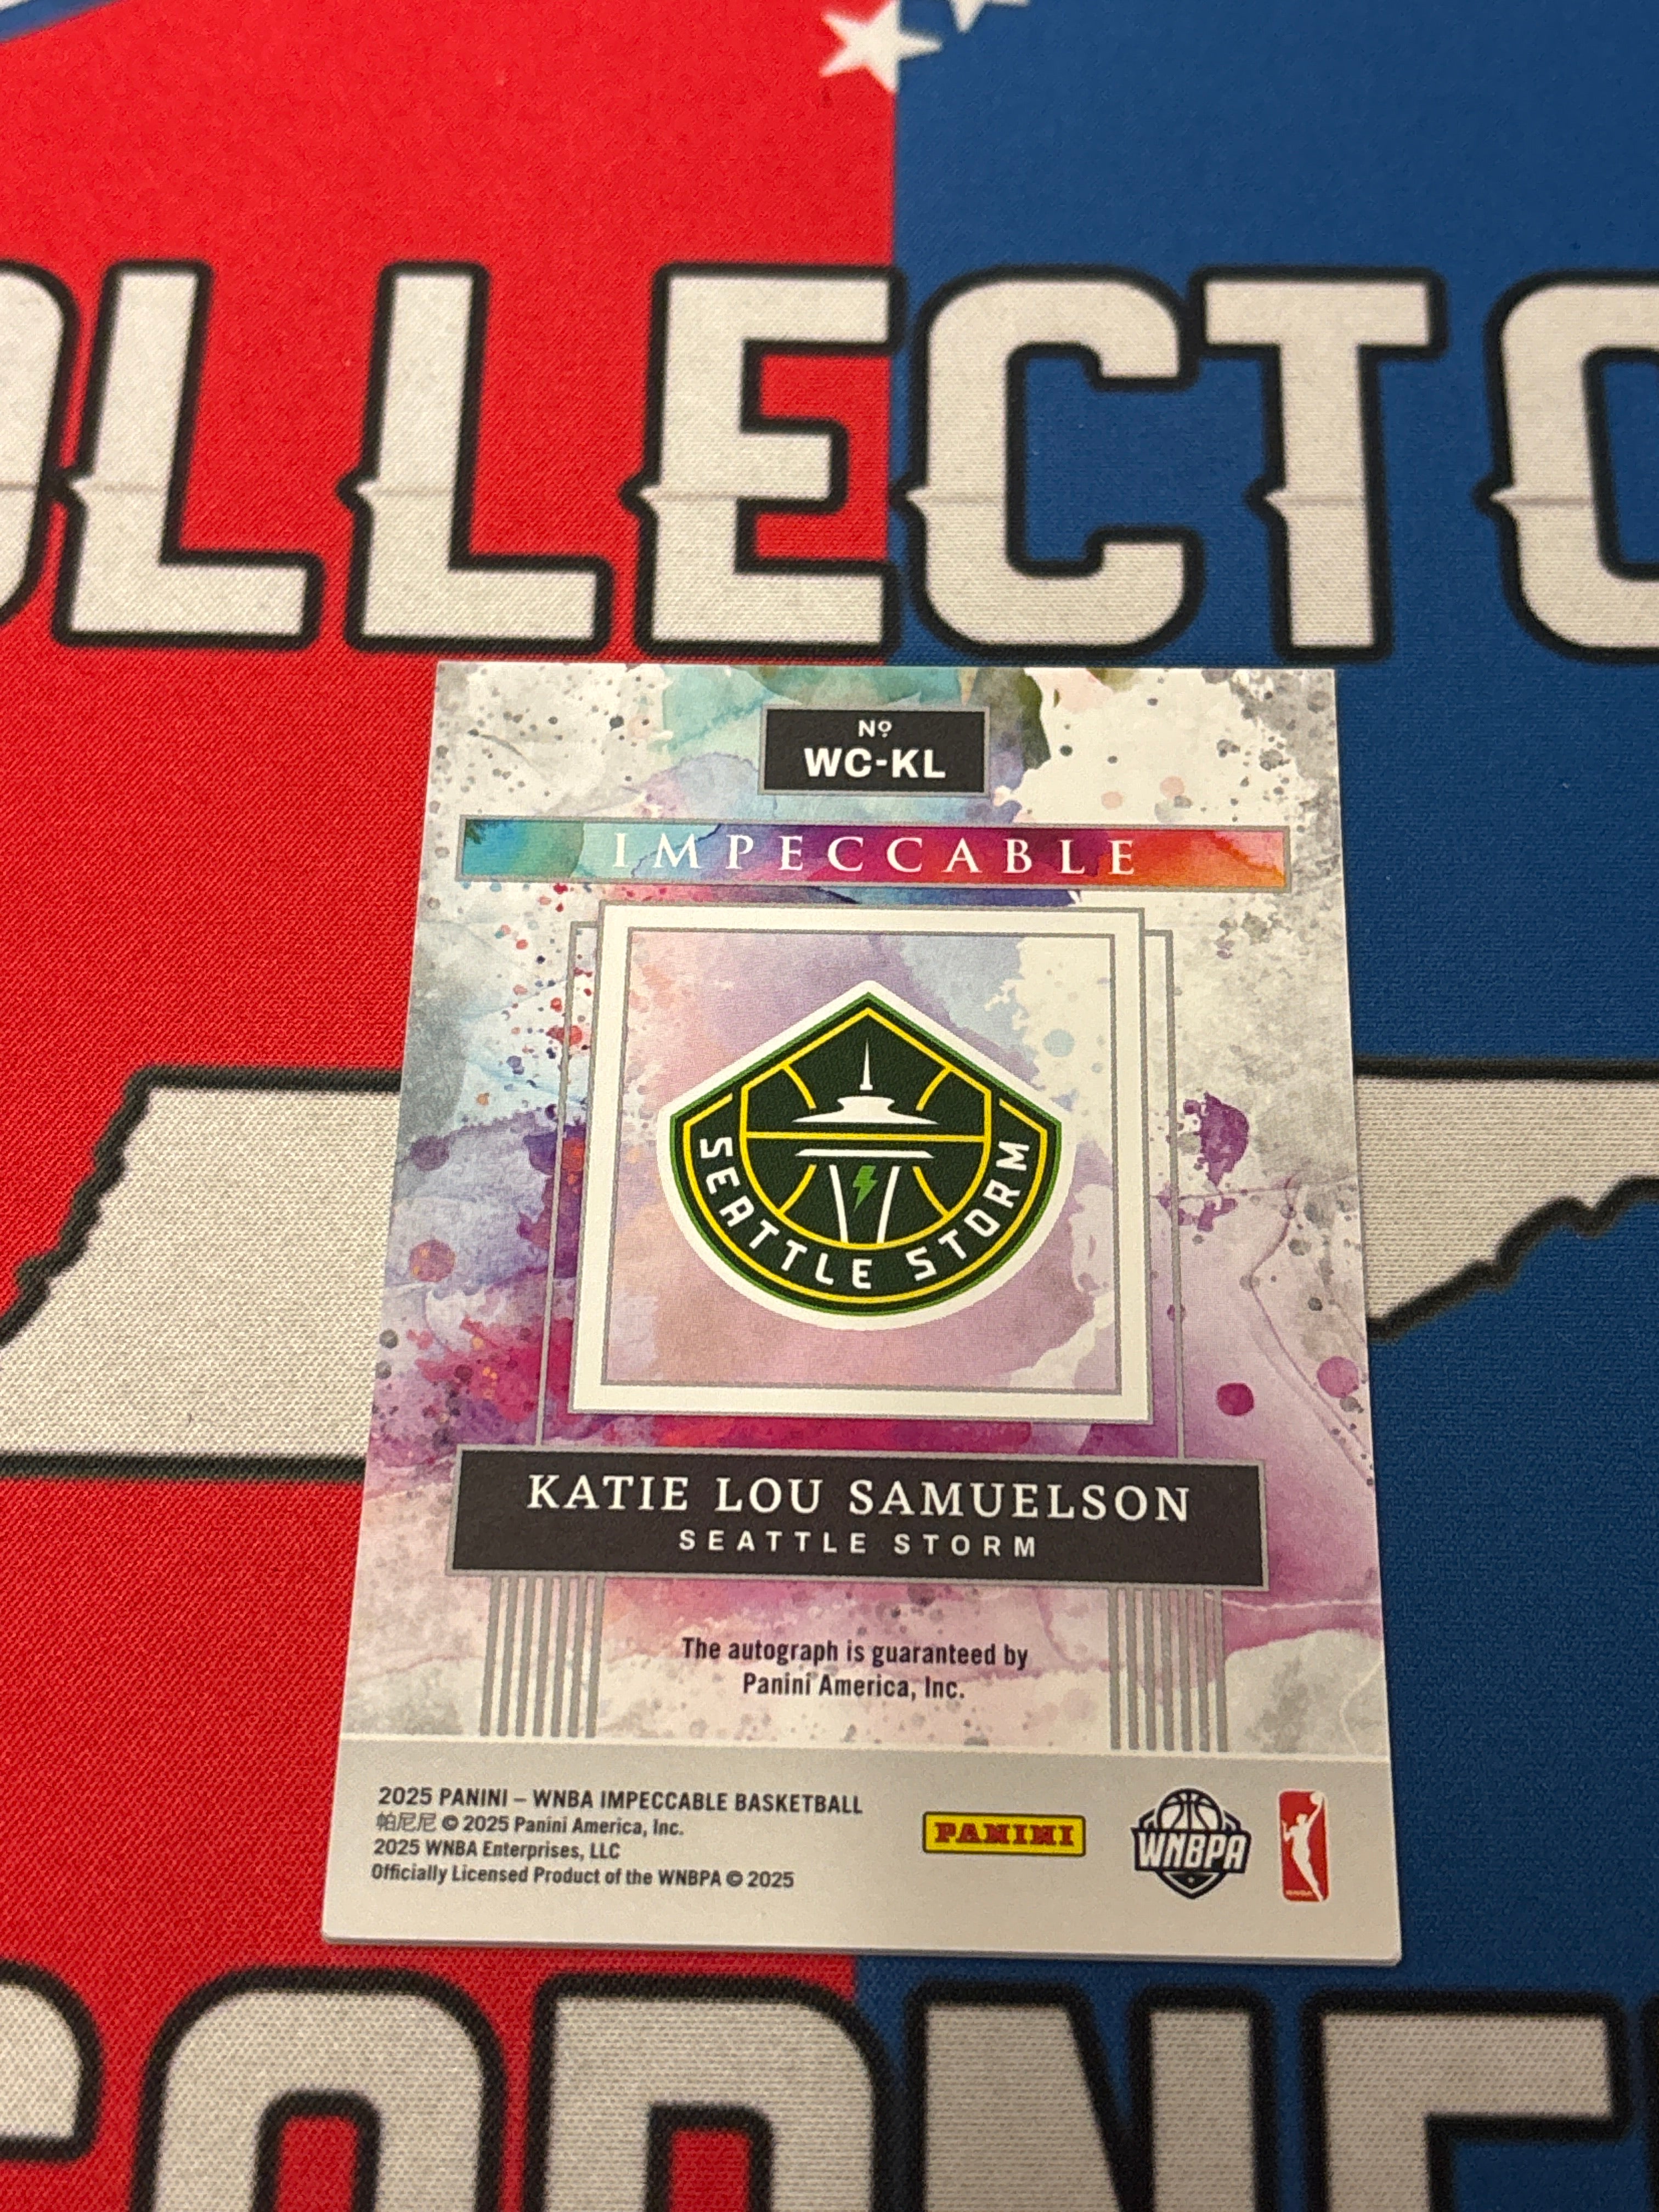 OLLECTO
Nº
WC-KL
IMPECCABLE
SEATTLE STORM
KATIE LOU SAMUELSON
SEATTLE STORM
The autograph is guaranteed by
Panini America, Inc.
2025 PANINI – WNBA IMPECCABLE BASKETBALL
帕尼尼 © 2025 Panini America, Inc.
2025 WNBA Enterprises, LLC
Officially Licensed Product of the WNBPA © 2025
PANINI
WNBPA
WNBA
CORNE